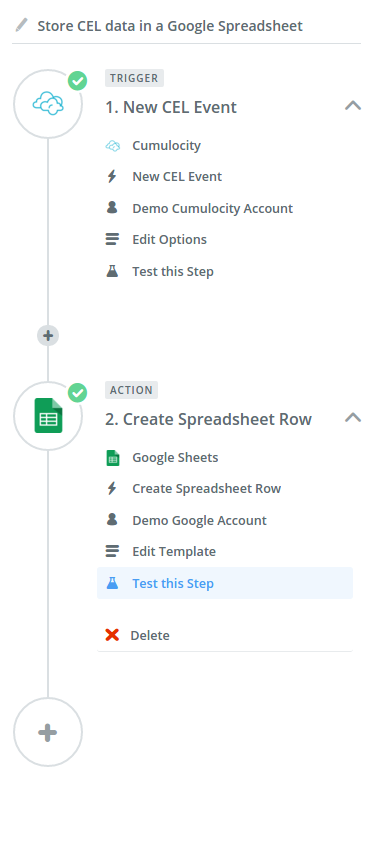 Store CEL data in a Google Spreadsheet
TRIGGER
1. New CEL Event
Cumulocity
New CEL Event
Demo Cumulocity Account
Edit Options
Test this Step
ACTION
2. Create Spreadsheet Row
Google Sheets
Create Spreadsheet Row
Demo Google Account
Edit Template
Test this Step
Delete